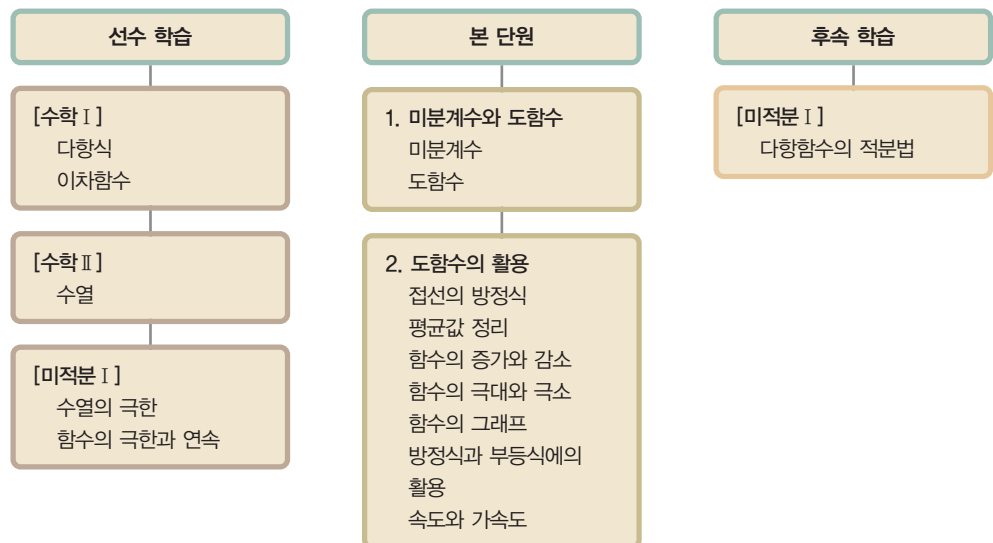 선수 학습
[수학Ⅰ]
다항식
이차함수
[수학Ⅱ]
수열
[미적분Ⅰ]
수열의 극한
함수의 극한과 연속
본 단원
1. 미분계수와 도함수
미분계수
도함수
2. 도함수의 활용
접선의 방정식
평균값 정리
함수의 증가와 감소
함수의 극대와 극소
함수의 그래프
방정식과 부등식에의
활용
속도와 가속도
후속 학습
[미적분Ⅰ]
다항함수의 적분법